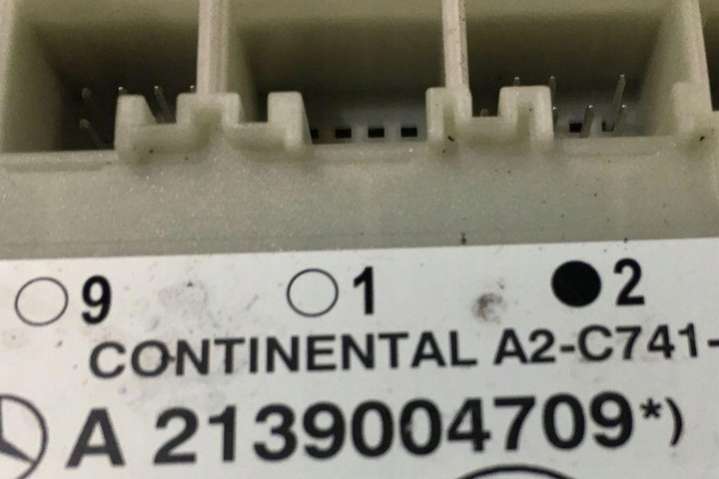 9 1 2
CONTINENTAL A2-C741-
A 2139004709*)